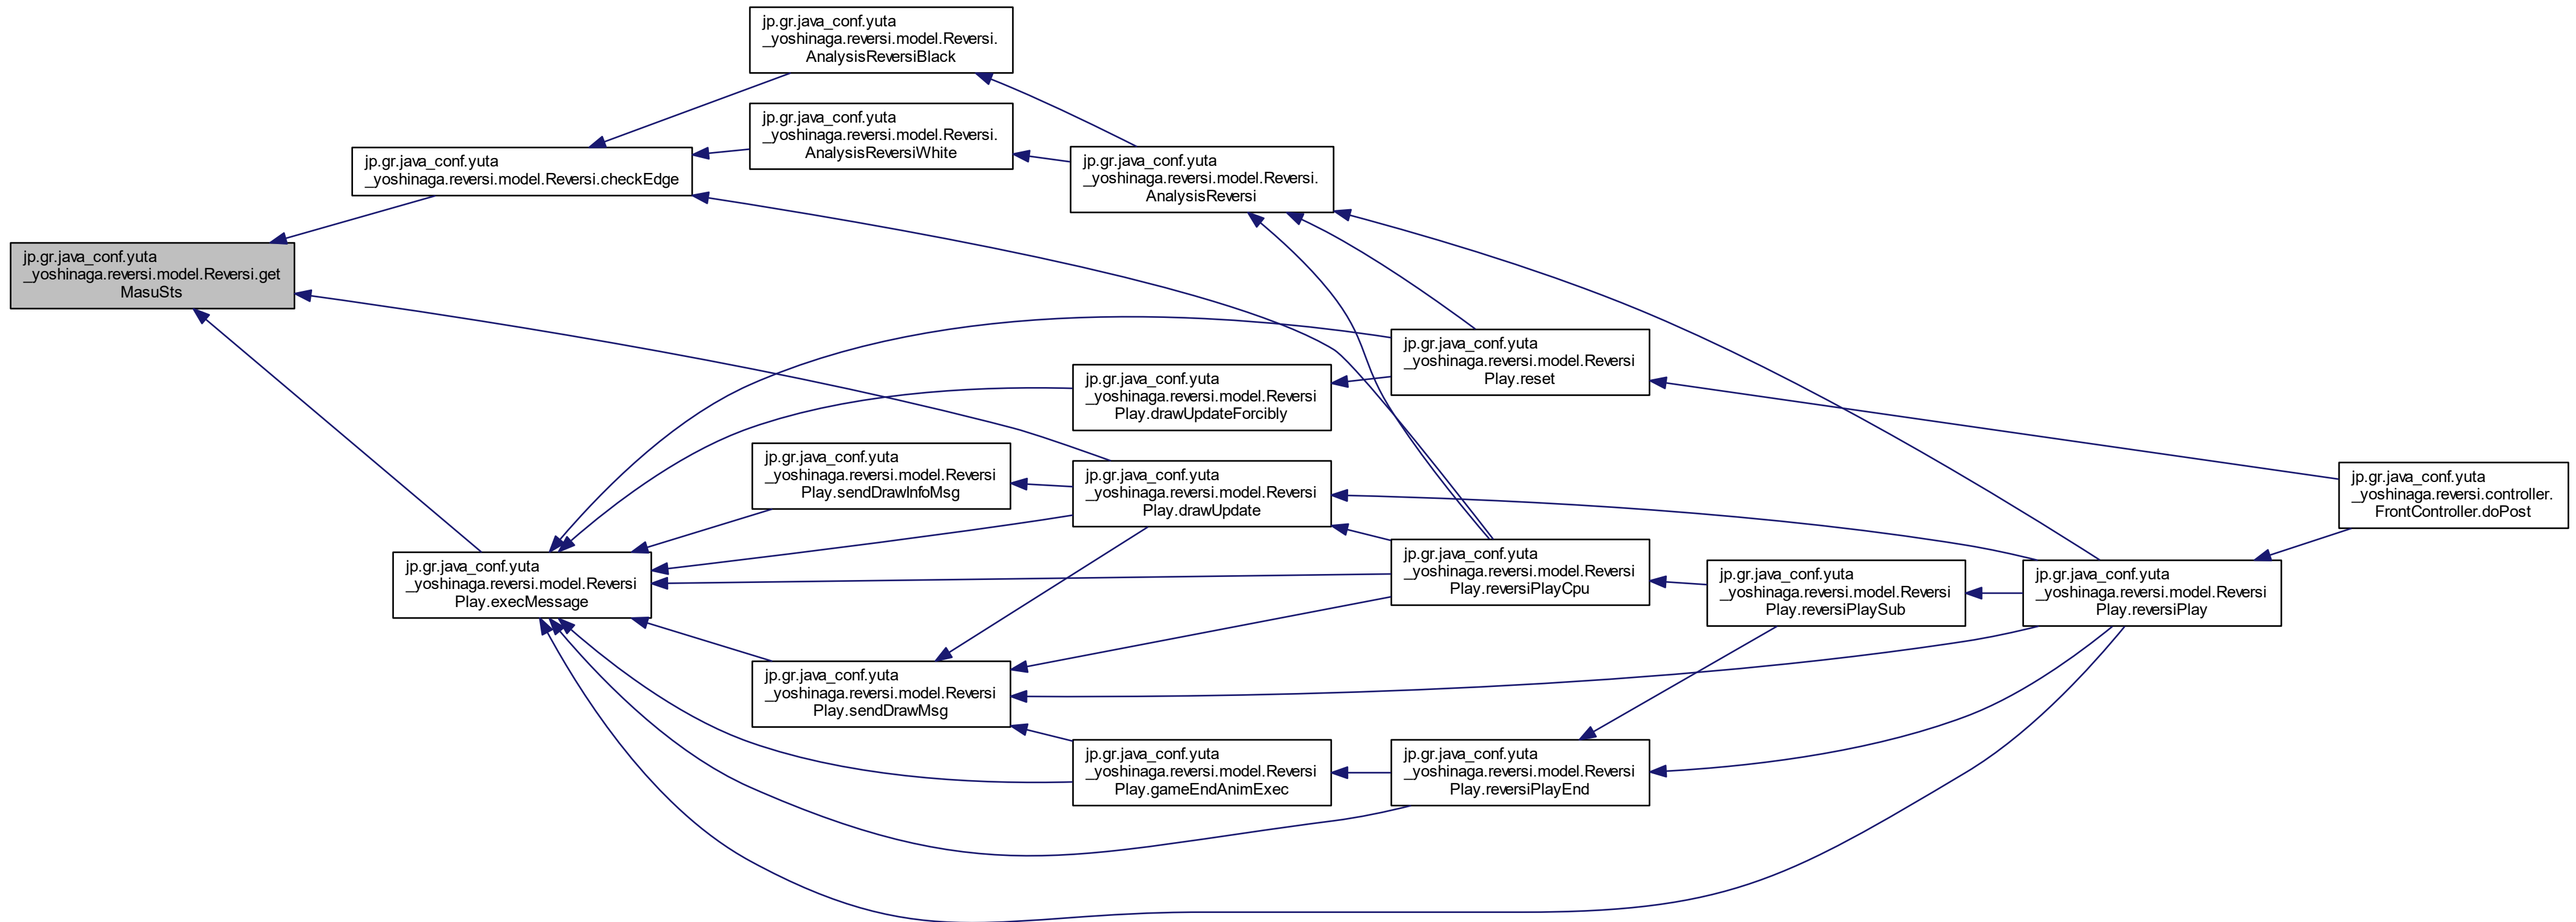 jp.gr.java_conf.yuta
_yoshinaga.reversi.model.Reversi.
AnalysisReversiBlack
jp.gr.java_conf.yuta
_yoshinaga.reversi.model.Reversi.
AnalysisReversiWhite
jp.gr.java_conf.yuta
_yoshinaga.reversi.model.Reversi.checkEdge
jp.gr.java_conf.yuta
_yoshinaga.reversi.model.Reversi.
AnalysisReversi
jp.gr.java_conf.yuta
_yoshinaga.reversi.model.Reversi.get
MasuSts
jp.gr.java_conf.yuta
_yoshinaga.reversi.model.Reversi
Play.reset
jp.gr.java_conf.yuta
_yoshinaga.reversi.model.Reversi
Play.drawUpdateForcibly
jp.gr.java_conf.yuta
_yoshinaga.reversi.model.Reversi
Play.sendDrawInfoMsg
jp.gr.java_conf.yuta
_yoshinaga.reversi.model.Reversi
Play.drawUpdate
jp.gr.java_conf.yuta
_yoshinaga.reversi.controller.
FrontController.doPost
jp.gr.java_conf.yuta
_yoshinaga.reversi.model.Reversi
Play.execMessage
jp.gr.java_conf.yuta
_yoshinaga.reversi.model.Reversi
Play.reversiPlayCpu
jp.gr.java_conf.yuta
_yoshinaga.reversi.model.Reversi
Play.reversiPlaySub
jp.gr.java_conf.yuta
_yoshinaga.reversi.model.Reversi
Play.reversiPlay
jp.gr.java_conf.yuta
_yoshinaga.reversi.model.Reversi
Play.sendDrawMsg
jp.gr.java_conf.yuta
_yoshinaga.reversi.model.Reversi
Play.gameEndAnimExec
jp.gr.java_conf.yuta
_yoshinaga.reversi.model.Reversi
Play.reversiPlayEnd